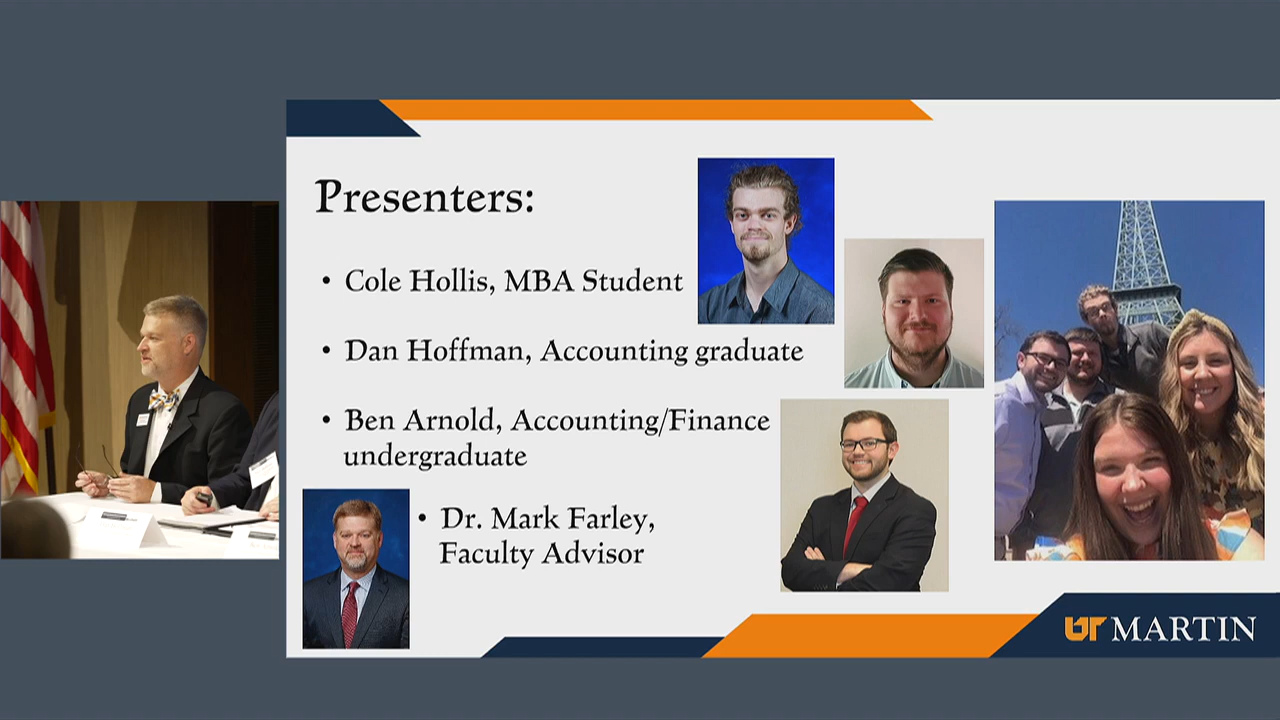 Presenters:
• Cole Hollis, MBA Student
• Dan Hoffman, Accounting graduate
• Ben Arnold, Accounting/Finance
undergraduate
• Dr. Mark Farley,
Faculty Advisor
UT MARTIN